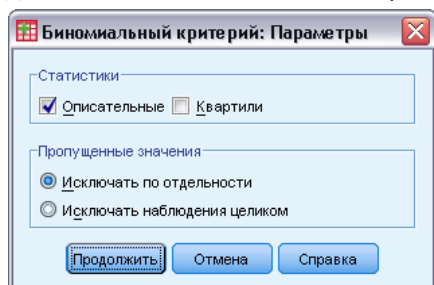 Биномиальный критерий: Параметры
Статистики
Описательные Квартили
Пропущенные значения
Исключать по отдельности
Исключать наблюдения целиком
Продолжить Отмена Справка